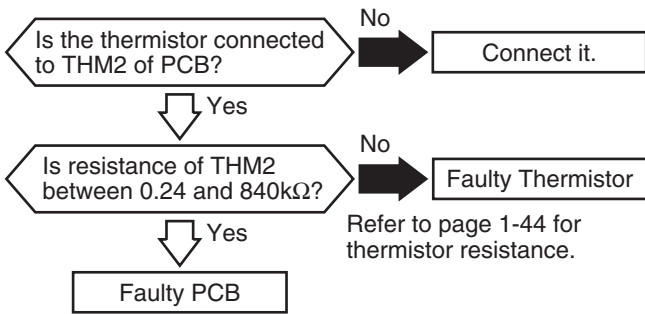 No
Is the thermistor connected
to THM2 of PCB?
Connect it.
Yes
No
Is resistance of THM2
between 0.24 and 840kΩ?
Faulty Thermistor
Yes
Refer to page 1-44 for
thermistor resistance.
Faulty PCB